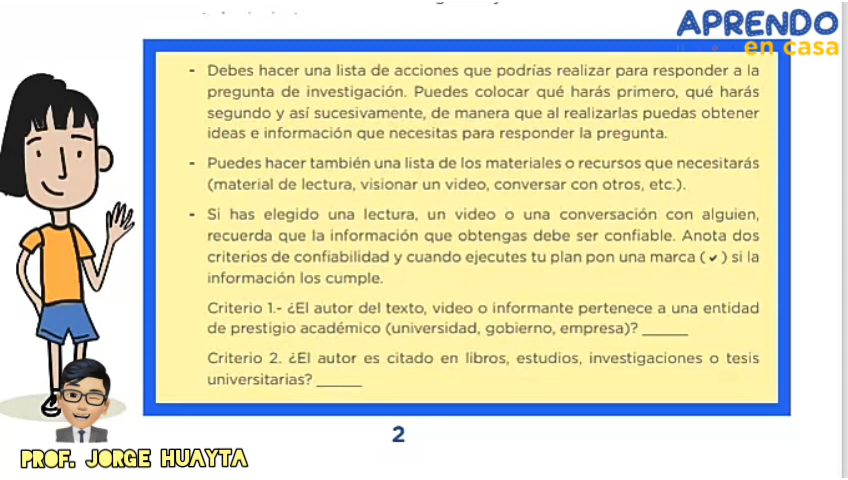 APRENDO
en casa
- Debes hacer una lista de acciones que podrías realizar para responder a la
pregunta de investigación. Puedes colocar qué harás primero, qué harás
segundo y así sucesivamente, de manera que al realizarlas puedas obtener
ideas e información que necesitas para responder la pregunta.
- Puedes hacer también una lista de los materiales o recursos que necesitarás
(material de lectura, visionar un video, conversar con otros, etc.).
- Si has elegido una lectura, un video o una conversación con alguien,
recuerda que la información que obtengas debe ser confiable. Anota dos
criterios de confiabilidad y cuando ejecutes tu plan pon una marca (✔) si la
información los cumple.
Criterio 1.- ¿El autor del texto, video o informante pertenece a una entidad
de prestigio académico (universidad, gobierno, empresa)? ______
Criterio 2. ¿El autor es citado en libros, estudios, investigaciones o tesis
universitarias? ______
2
PROF. JORGE HUAYTA